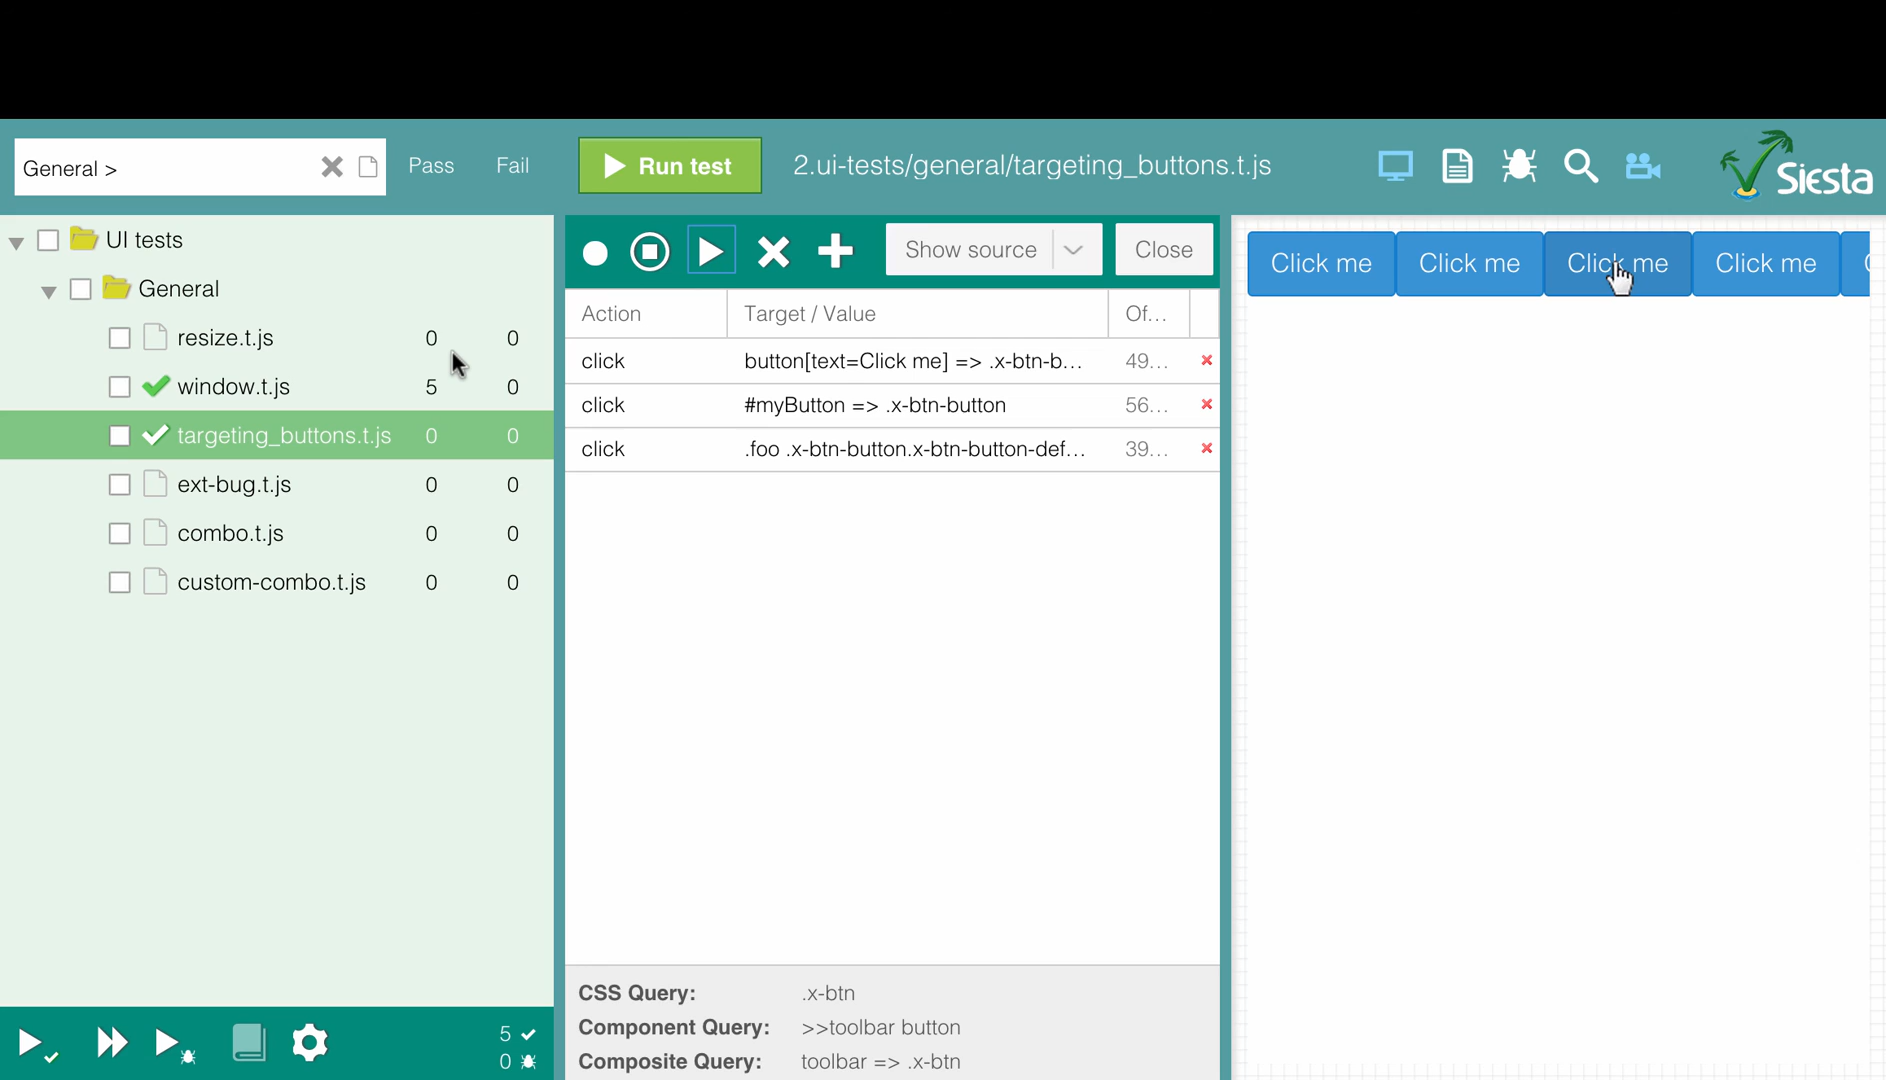 General >
Pass Fail
Run test
2.ui-tests/general/targeting_buttons.t.js
Siesta
UI tests
General
resize.t.js 0 0
window.t.js 5 0
targeting_buttons.t.js 0 0
ext-bug.t.js 0 0
combo.t.js 0 0
custom-combo.t.js 0 0
5
0
Show source Close
Action Target / Value Of...
click button[text=Click me] => .x-btn-b... 49...
click #myButton => .x-btn-button 56...
click .foo .x-btn-button.x-btn-button-def... 39...
CSS Query: .x-btn
Component Query: >>toolbar button
Composite Query: toolbar => .x-btn
Click me Click me Click me Click me